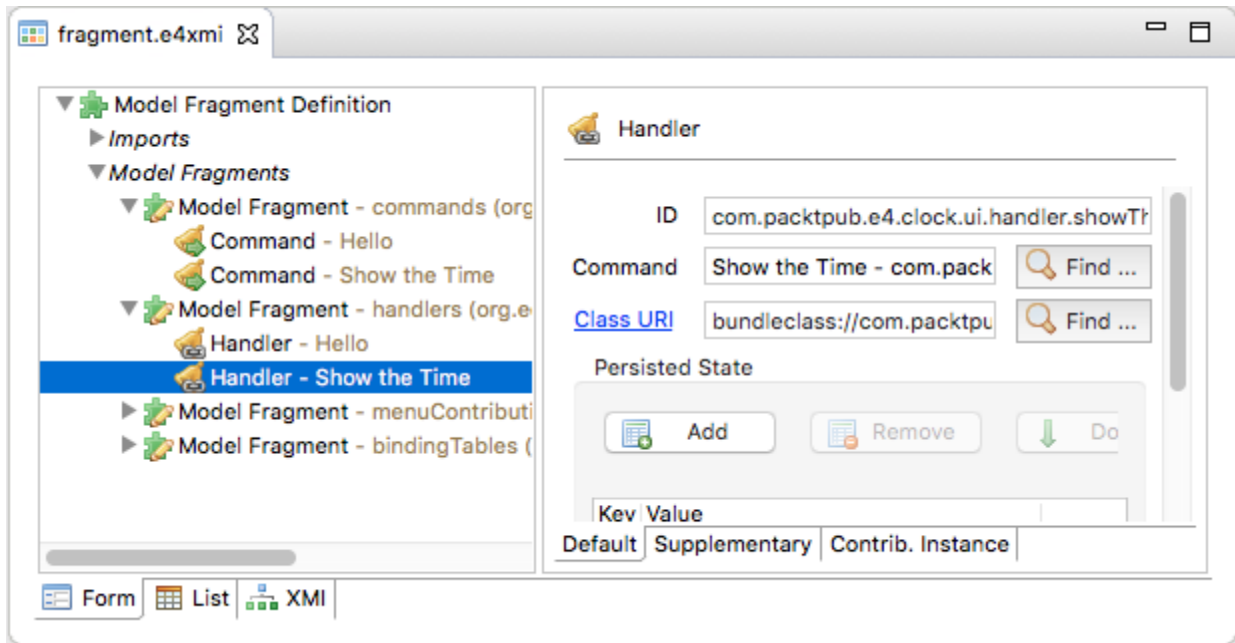 fragment.e4xmi
Model Fragment Definition
Imports
Model Fragments
Model Fragment - commands (org
Command - Hello
Command - Show the Time
Model Fragment - handlers (org.e
Handler - Hello
Handler - Show the Time
Model Fragment - menuContributi
Model Fragment - bindingTables (
Handler
ID com.packtpub.e4.clock.ui.handler.showTh
Command Show the Time - com.pack Find ...
Class URI bundleclass://com.packtpu Find ...
Persisted State
Add Remove Do
Key Value
Default Supplementary Contrib. Instance
Form List XMI